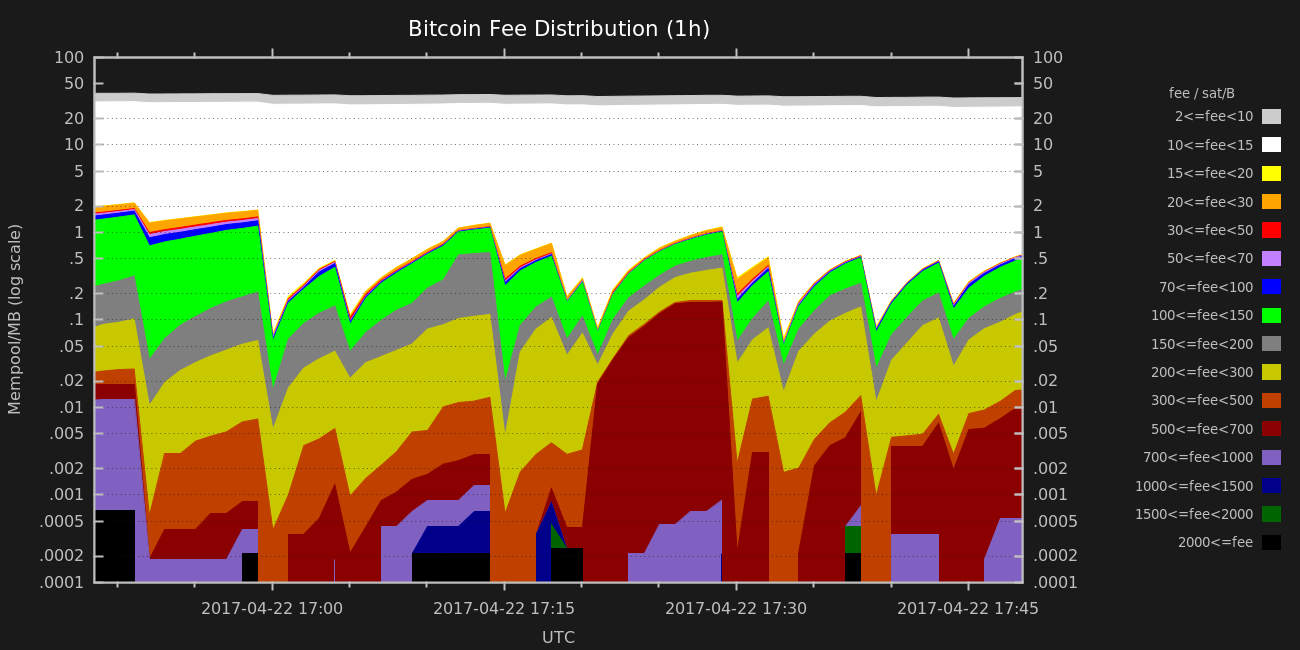 Bitcoin Fee Distribution (1h)
Mempool/MB (log scale)
100
50
20
10
5
2
1
.5
.2
.1
.05
.02
.01
.005
.002
.001
.0005
.0002
.0001
100
50
20
10
5
2
1
.5
.2
.1
.05
.02
.01
.005
.002
.001
.0005
.0002
.0001
2017-04-22 17:00
2017-04-22 17:15
2017-04-22 17:30
2017-04-22 17:45
UTC
fee / sat/B
2<=fee<10
10<=fee<15
15<=fee<20
20<=fee<30
30<=fee<50
50<=fee<70
70<=fee<100
100<=fee<150
150<=fee<200
200<=fee<300
300<=fee<500
500<=fee<700
700<=fee<1000
1000<=fee<1500
1500<=fee<2000
2000<=fee